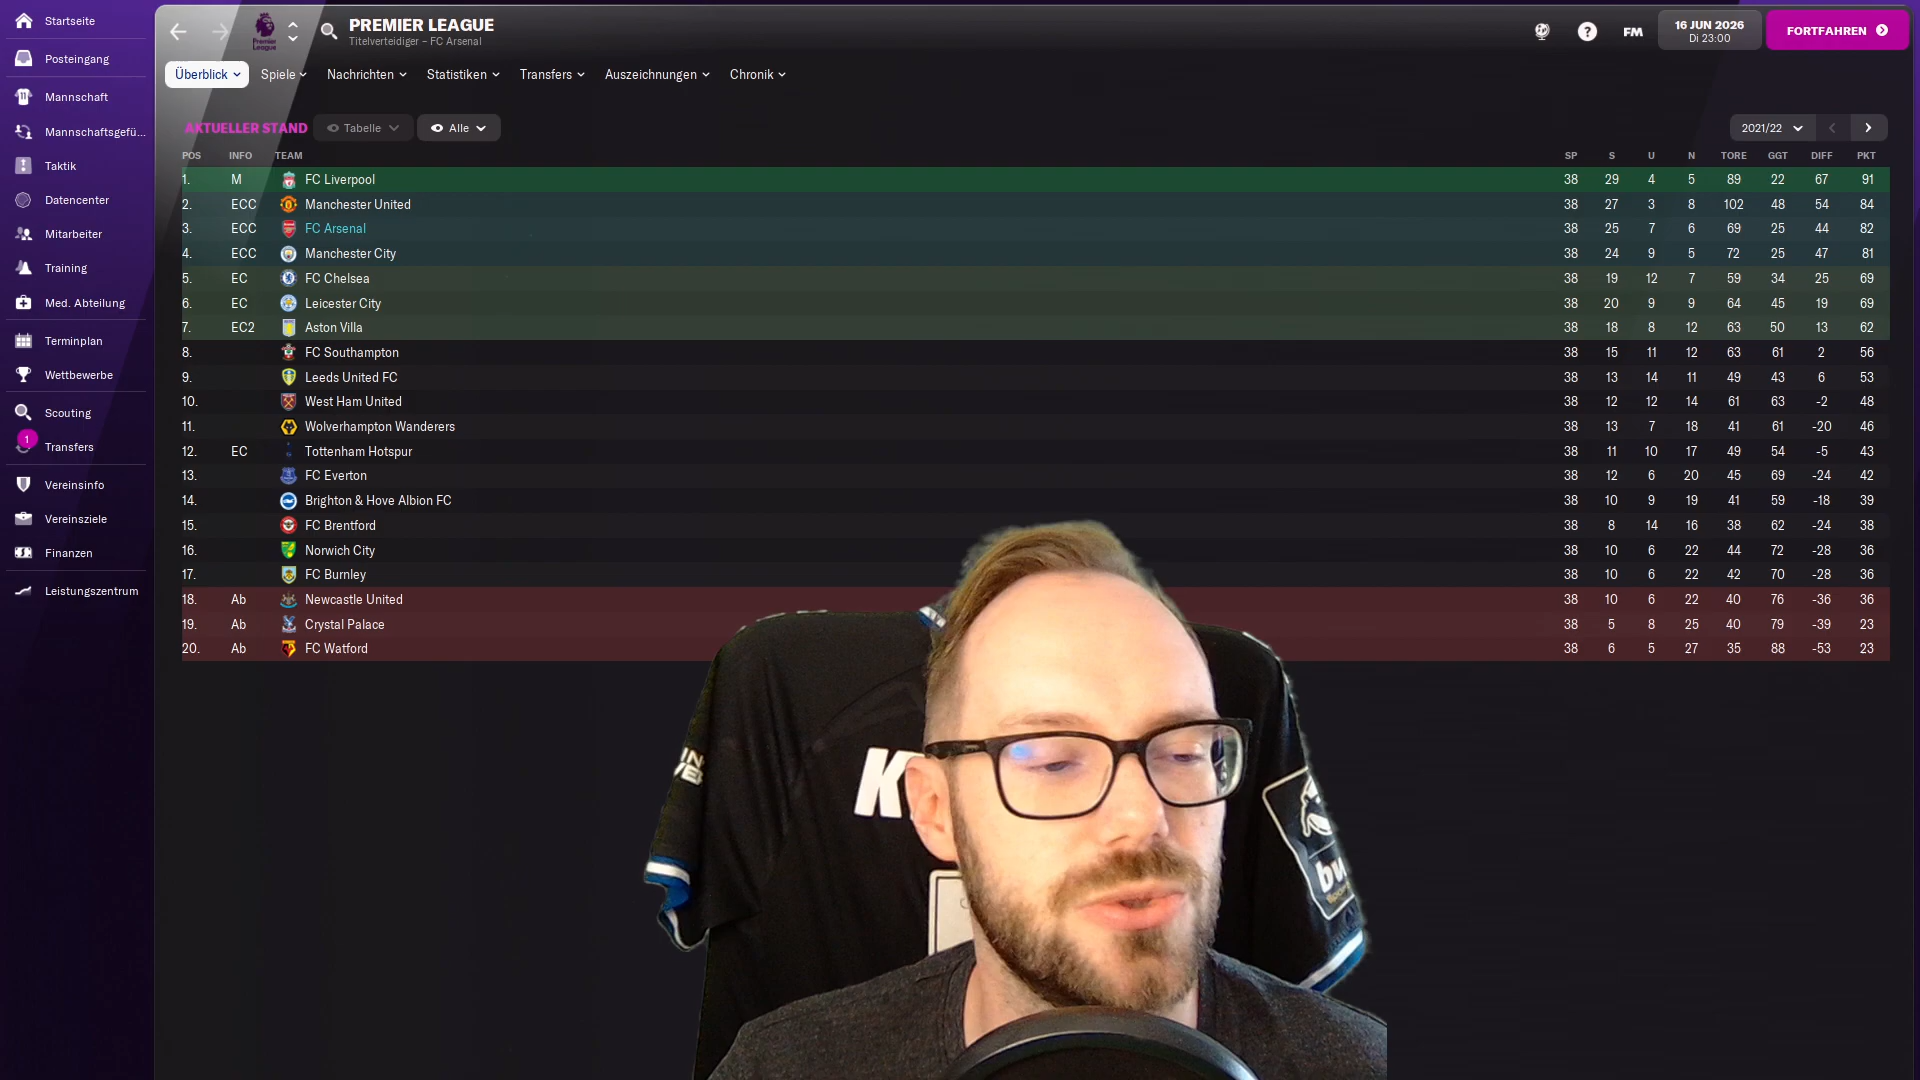 Startseite
Posteingang
Mannschaft
Mannschaftsgefü...
Taktik
Datencenter
Mitarbeiter
Training
Med. Abteilung
Terminplan
Wettbewerbe
Scouting
1
Transfers
Vereinsinfo
Vereinsziele
Finanzen
Leistungszentrum
Premier League
PREMIER LEAGUE
Titelverteidiger – FC Arsenal
?
FM
16 JUN 2026
Di 23:00
FORTFAHREN
Überblick Spiele Nachrichten Statistiken Transfers Auszeichnungen Chronik
AKTUELLER STAND Tabelle Alle 2021/22
POS INFO TEAM SP S U N TORE GGT DIFF PKT
1. M FC Liverpool 38 29 4 5 89 22 67 91
2. ECC Manchester United 38 27 3 8 102 48 54 84
3. ECC FC Arsenal 38 25 7 6 69 25 44 82
4. ECC Manchester City 38 24 9 5 72 25 47 81
5. EC FC Chelsea 38 19 12 7 59 34 25 69
6. EC Leicester City 38 20 9 9 64 45 19 69
7. EC2 Aston Villa 38 18 8 12 63 50 13 62
8. FC Southampton 38 15 11 12 63 61 2 56
9. Leeds United FC 38 13 14 11 49 43 6 53
10. West Ham United 38 12 12 14 61 63 -2 48
11. Wolverhampton Wanderers 38 13 7 18 41 61 -20 46
12. EC Tottenham Hotspur 38 11 10 17 49 54 -5 43
13. FC Everton 38 12 6 20 45 69 -24 42
14. Brighton & Hove Albion FC 38 10 9 19 41 59 -18 39
15. FC Brentford 38 8 14 16 38 62 -24 38
16. Norwich City 38 10 6 22 44 72 -28 36
17. FC Burnley 38 10 6 22 42 70 -28 36
18. Ab Newcastle United 38 10 6 22 40 76 -36 36
19. Ab Crystal Palace 38 5 8 25 40 79 -39 23
20. Ab FC Watford 38 6 5 27 35 88 -53 23